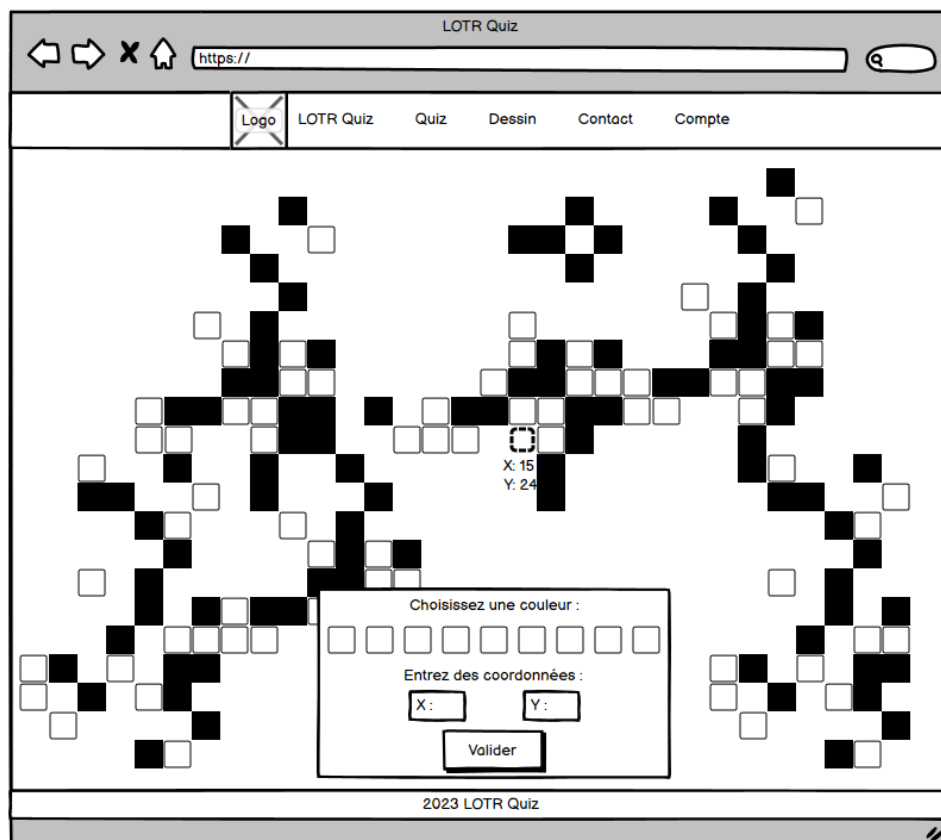 LOTR Quiz
https://
Logo LOTR Quiz Quiz Dessin Contact Compte
X: 15
Y: 24
Choisissez une couleur :
Entrez des coordonnées :
X : Y :
Valider
2023 LOTR Quiz